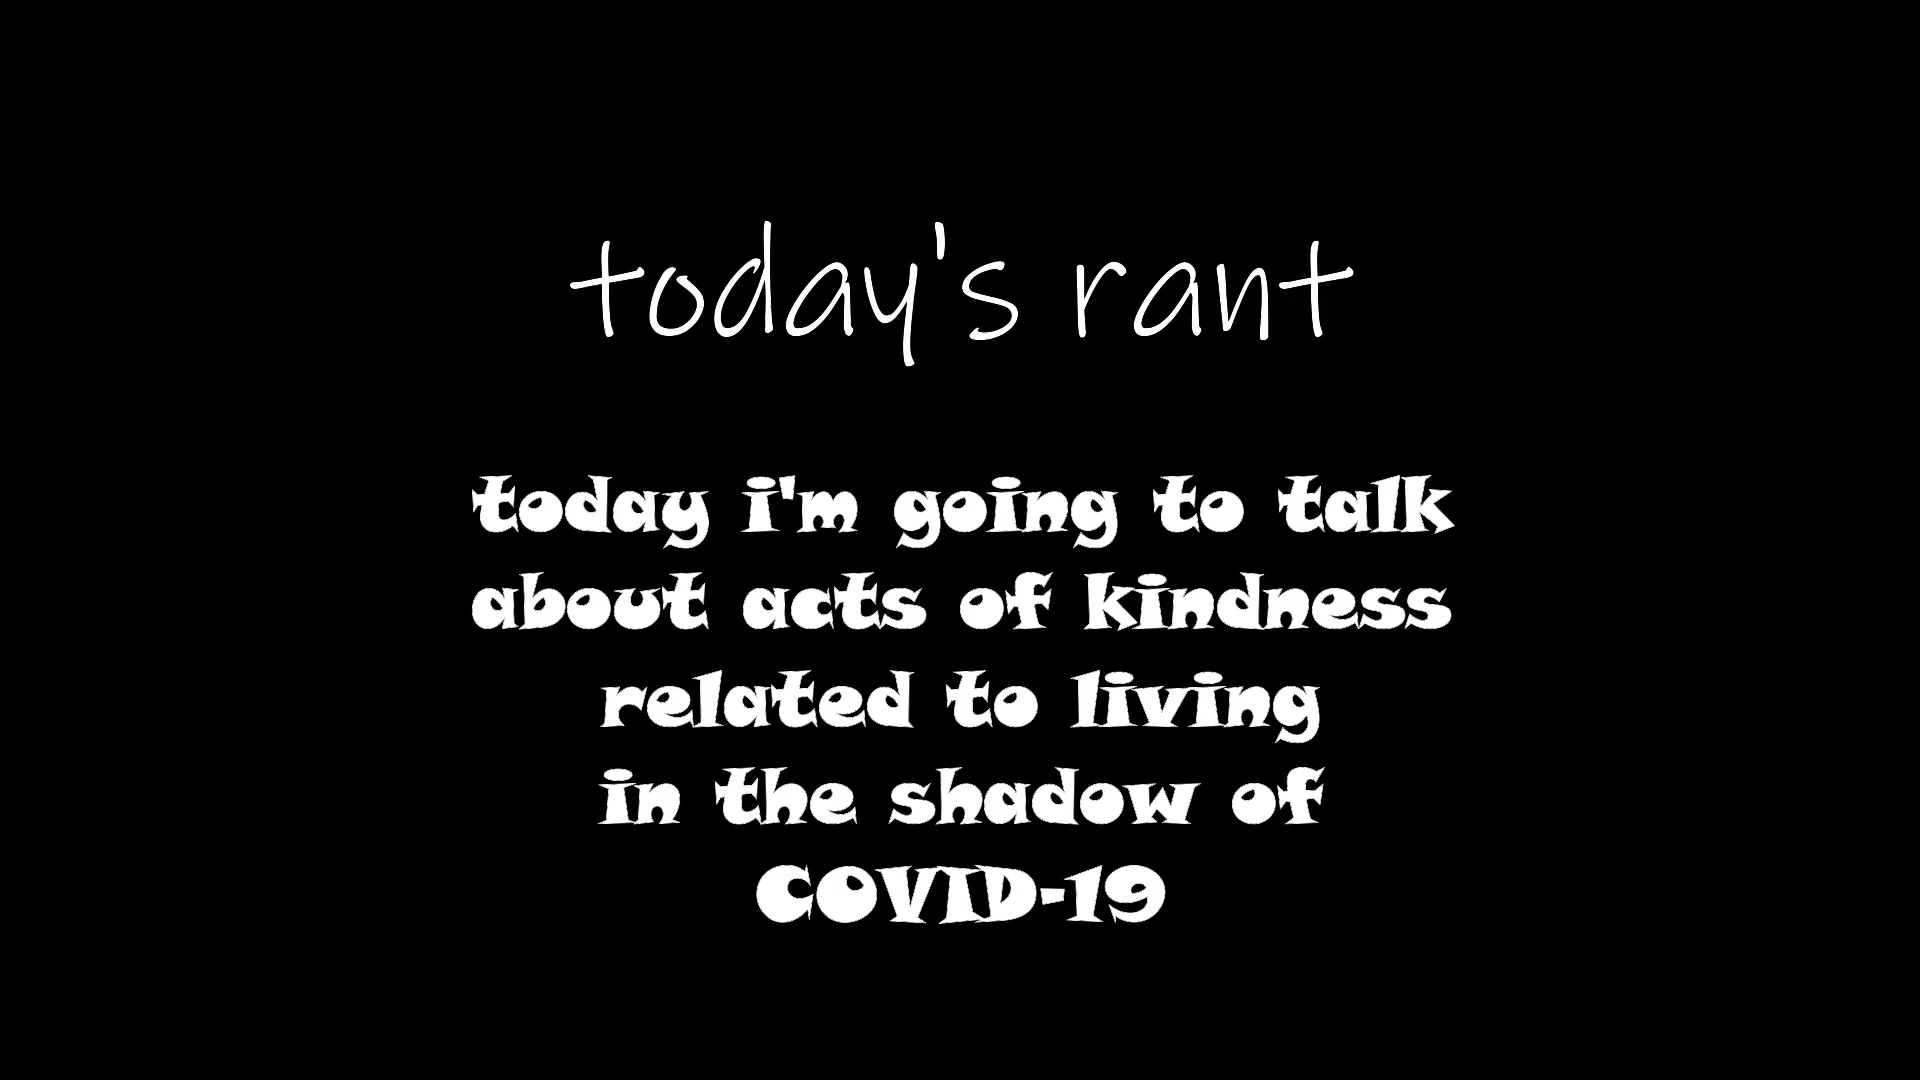 today's rant
today i'm going to talk
about acts of kindness
related to living
in the shadow of
COVID-19